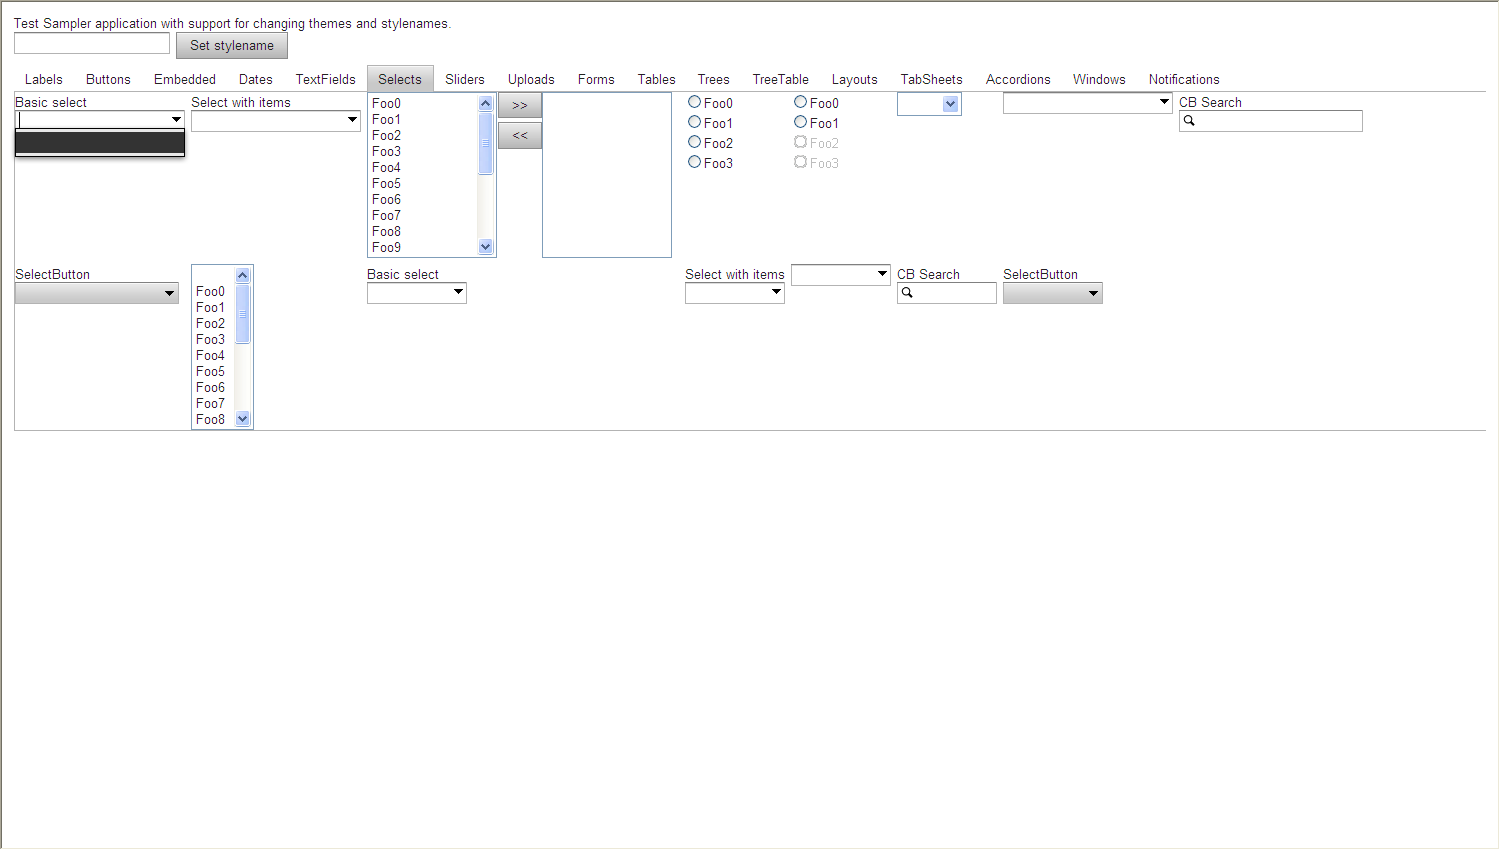 Test Sampler application with support for changing themes and stylenames.
Set stylename
Labels Buttons Embedded Dates TextFields Selects Sliders Uploads Forms Tables Trees TreeTable Layouts TabSheets Accordions Windows Notifications
Basic select
Select with items
Foo0
Foo1
Foo2
Foo3
Foo4
Foo5
Foo6
Foo7
Foo8
Foo9
>>
<<
Foo0
Foo1
Foo2
Foo3
Foo0
Foo1
Foo2
Foo3
CB Search
SelectButton
Foo0
Foo1
Foo2
Foo3
Foo4
Foo5
Foo6
Foo7
Foo8
Basic select
Select with items
CB Search
SelectButton